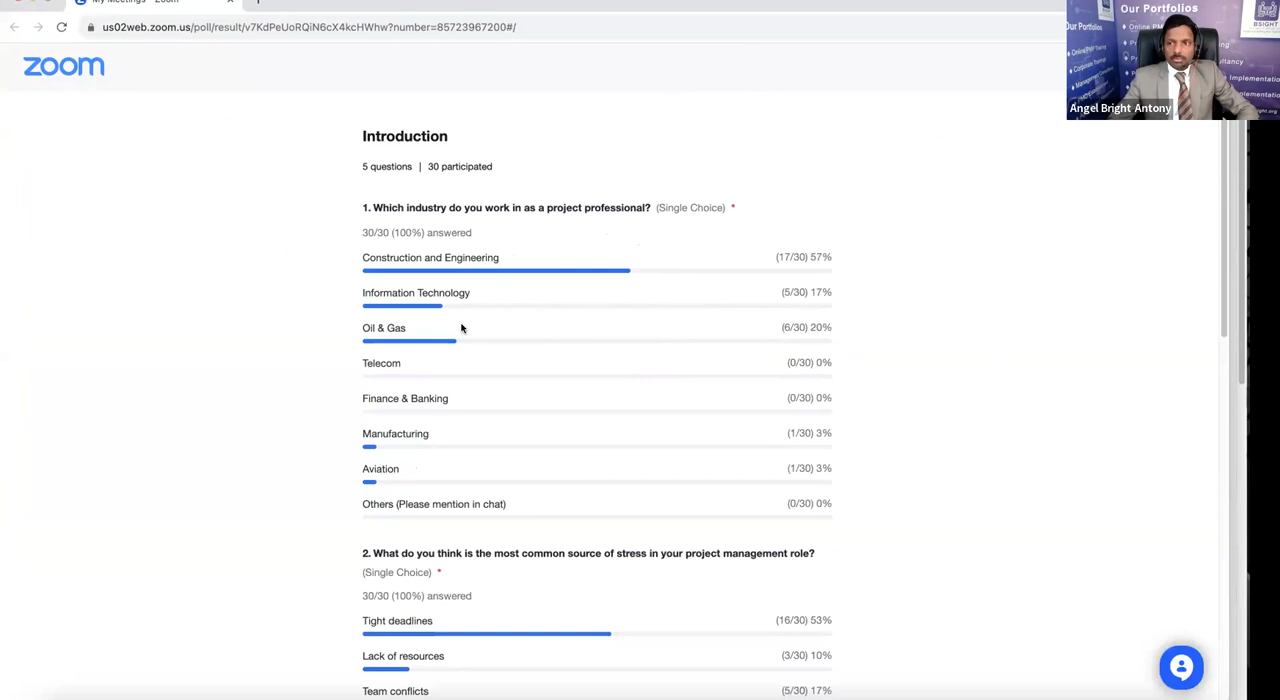 My Meetings - Zoom
us02web.zoom.us/poll/result/v7KdPeUoRQiN6cX4kcHWhw?number=85723967200#/
zoom
Our Portfolios
Our Portfolios
BSIGHT
Angel Bright Antony
Introduction
5 questions | 30 participated
1. Which industry do you work in as a project professional? (Single Choice) *
30/30 (100%) answered
Construction and Engineering (17/30) 57%
Information Technology (5/30) 17%
Oil & Gas (6/30) 20%
Telecom (0/30) 0%
Finance & Banking (0/30) 0%
Manufacturing (1/30) 3%
Aviation (1/30) 3%
Others (Please mention in chat) (0/30) 0%
2. What do you think is the most common source of stress in your project management role?
(Single Choice) *
30/30 (100%) answered
Tight deadlines (16/30) 53%
Lack of resources (3/30) 10%
Team conflicts (5/30) 17%